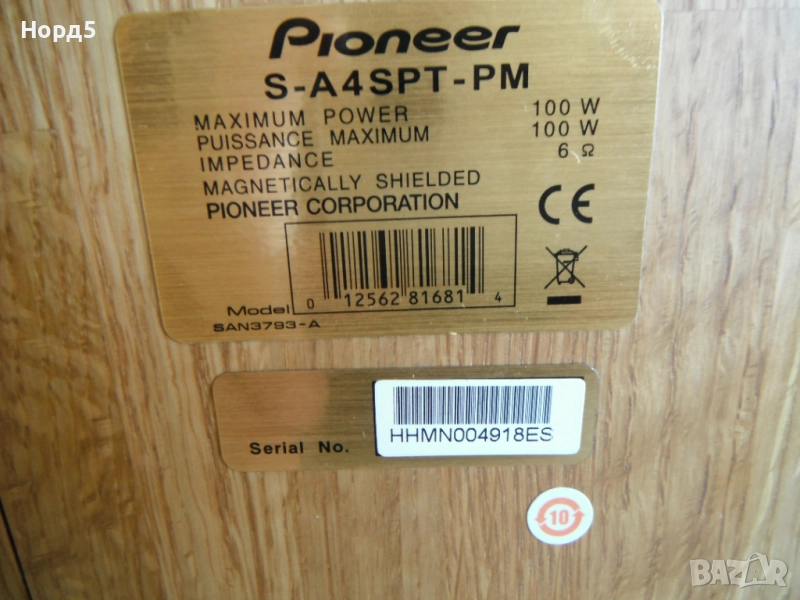 Норд5
Pioneer
S-A4SPT-PM
MAXIMUM POWER 100 W
PUISSANCE MAXIMUM 100 W
IMPEDANCE 6 Ω
MAGNETICALLY SHIELDED
PIONEER CORPORATION
CE
0 12562 81681 4
Model
SAN3793-A
Serial No. HHMN004918ES
10
BAZAR